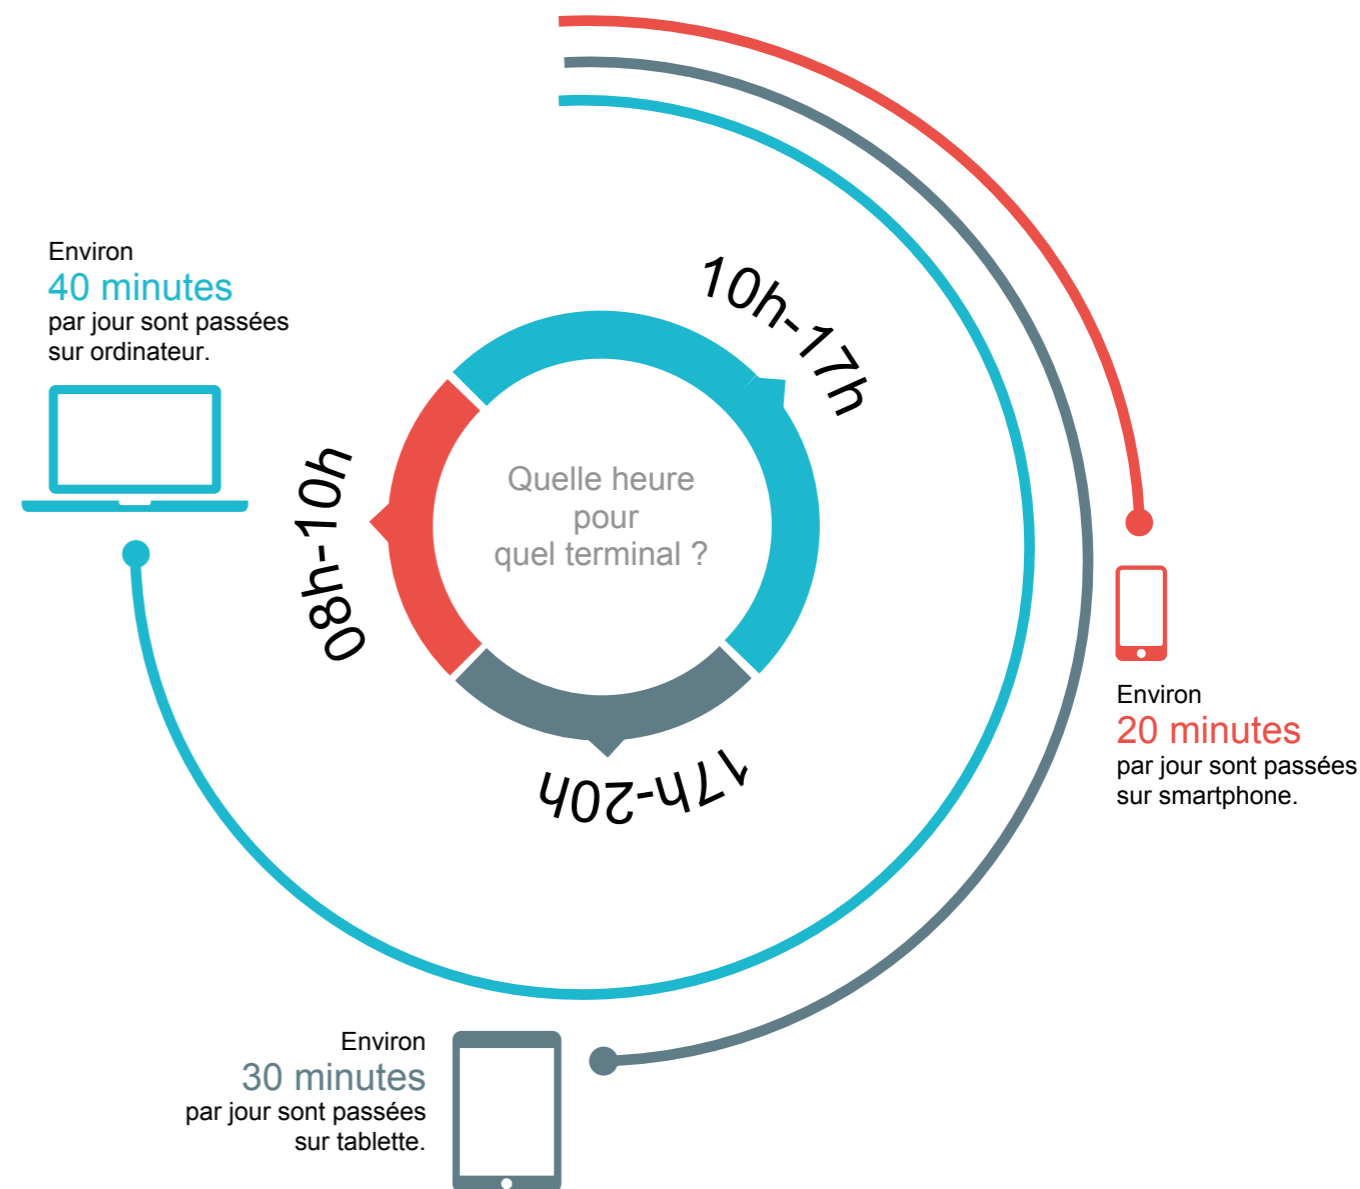 Environ
40 minutes
par jour sont passées
sur ordinateur.
10h-17h
08h-10h
Quelle heure
pour
quel terminal ?
17h-20h
Environ
20 minutes
par jour sont passées
sur smartphone.
Environ
30 minutes
par jour sont passées
sur tablette.